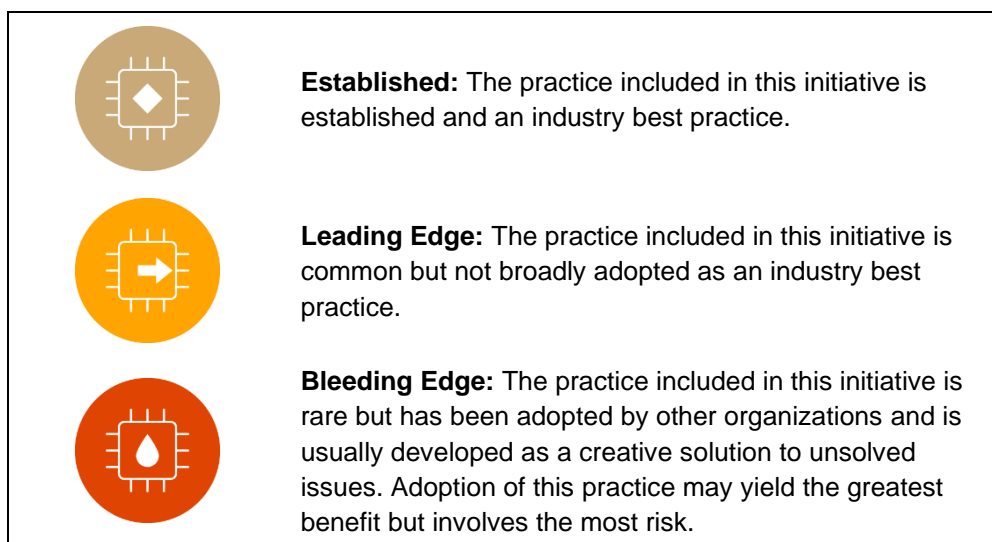 Established: The practice included in this initiative is
established and an industry best practice.
Leading Edge: The practice included in this initiative is
common but not broadly adopted as an industry best
practice.
Bleeding Edge: The practice included in this initiative is
rare but has been adopted by other organizations and is
usually developed as a creative solution to unsolved
issues. Adoption of this practice may yield the greatest
benefit but involves the most risk.